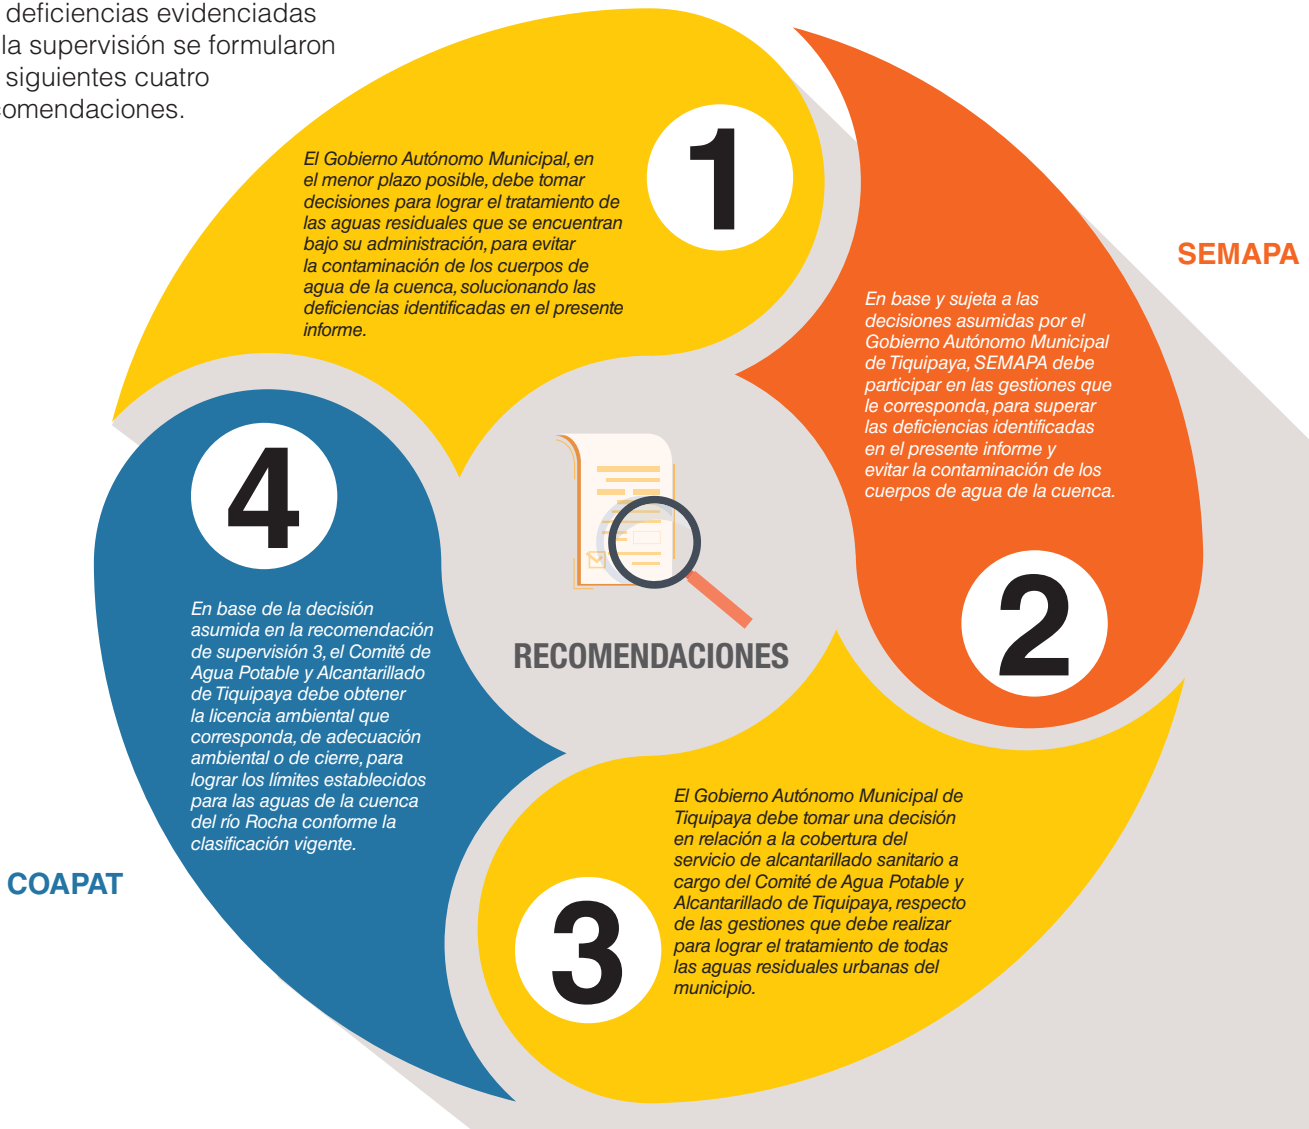 deficiencias evidenciadas
la supervisión se formularon
siguientes cuatro
comendaciones.
1
El Gobierno Autónomo Municipal, en
el menor plazo posible, debe tomar
decisiones para lograr el tratamiento de
las aguas residuales que se encuentran
bajo su administración, para evitar
la contaminación de los cuerpos de
agua de la cuenca, solucionando las
deficiencias identificadas en el presente
informe.
SEMAPA
En base y sujeta a las
decisiones asumidas por el
Gobierno Autónomo Municipal
de Tiquipaya, SEMAPA debe
participar en las gestiones que
le corresponda, para superar
las deficiencias identificadas
en el presente informe y
evitar la contaminación de los
cuerpos de agua de la cuenca.
2
RECOMENDACIONES
3
El Gobierno Autónomo Municipal de
Tiquipaya debe tomar una decisión
en relación a la cobertura del
servicio de alcantarillado sanitario a
cargo del Comité de Agua Potable y
Alcantarillado de Tiquipaya, respecto
de las gestiones que debe realizar
para lograr el tratamiento de todas
las aguas residuales urbanas del
municipio.
4
En base de la decisión
asumida en la recomendación
de supervisión 3, el Comité de
Agua Potable y Alcantarillado
de Tiquipaya debe obtener
la licencia ambiental que
corresponda, de adecuación
ambiental o de cierre, para
lograr los límites establecidos
para las aguas de la cuenca
del río Rocha conforme la
clasificación vigente.
COAPAT